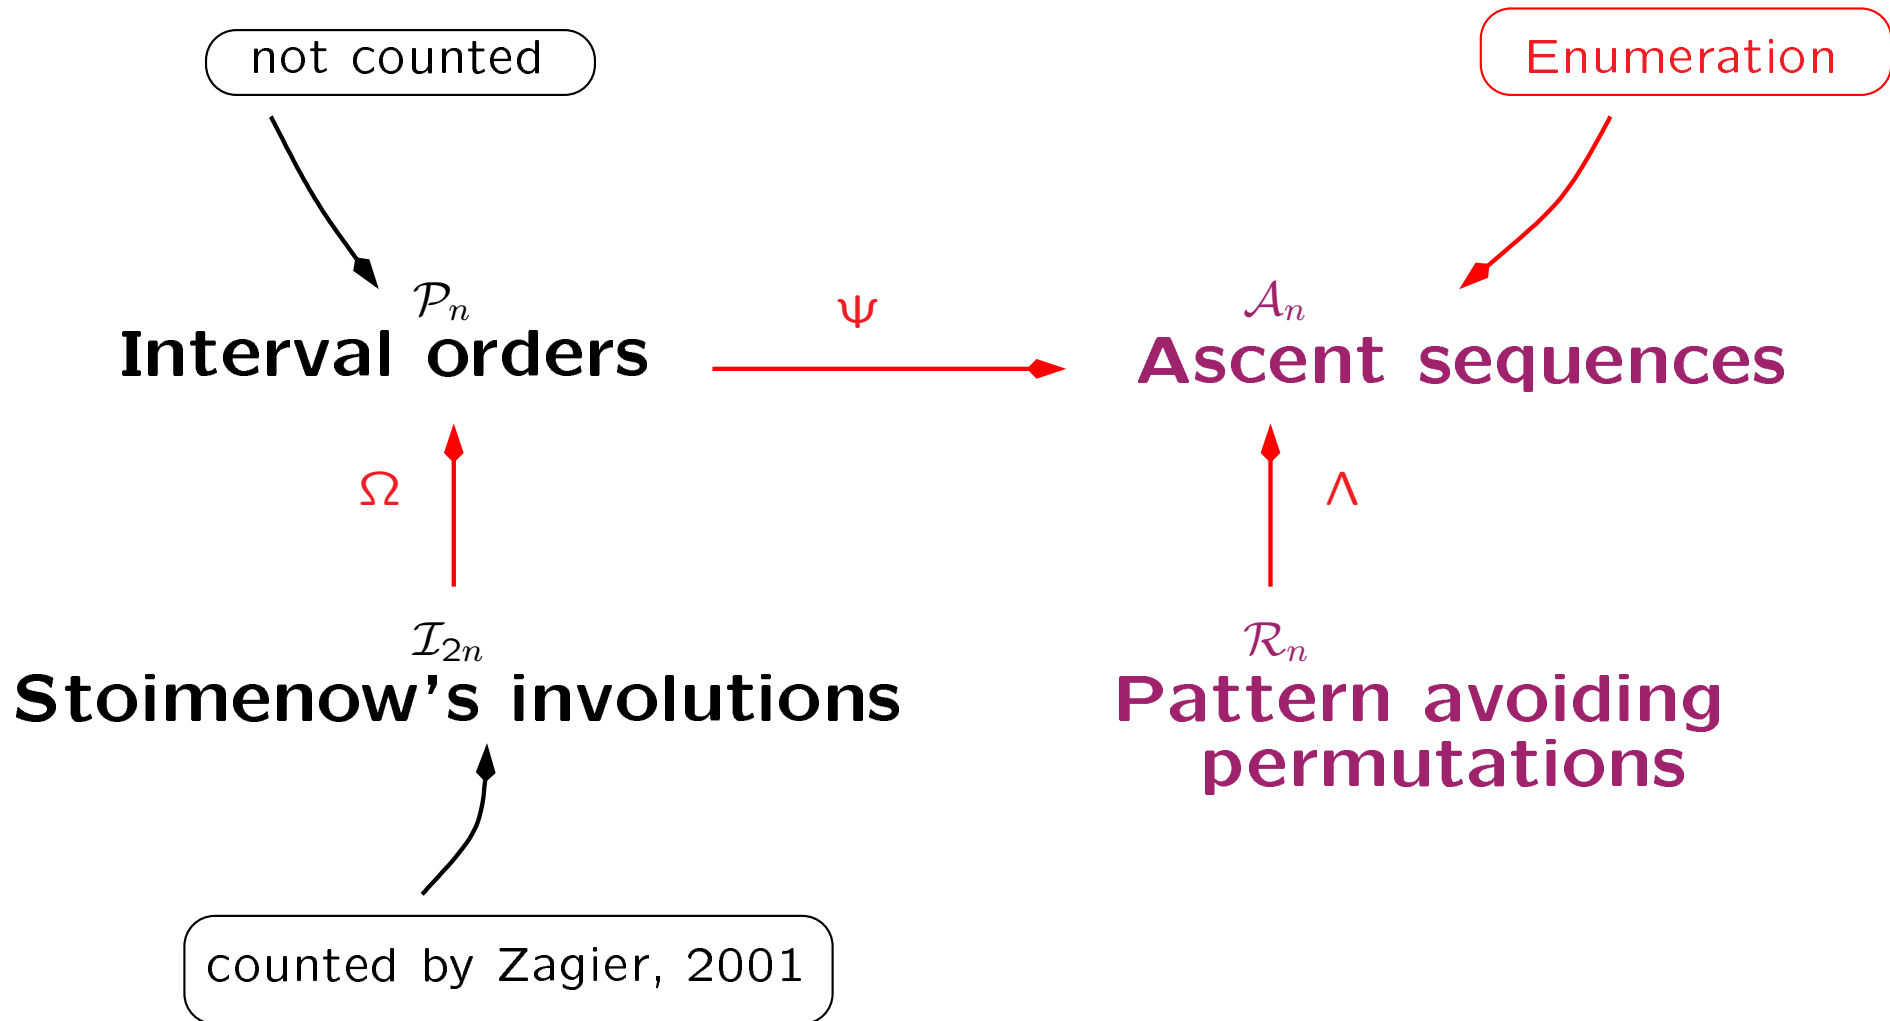 not counted
Enumeration
𝒫ₙ
Interval orders
Ψ
𝒜ₙ
Ascent sequences
Ω
Λ
ℐ₂ₙ
Stoimenow's involutions
ℛₙ
Pattern avoiding
permutations
counted by Zagier, 2001